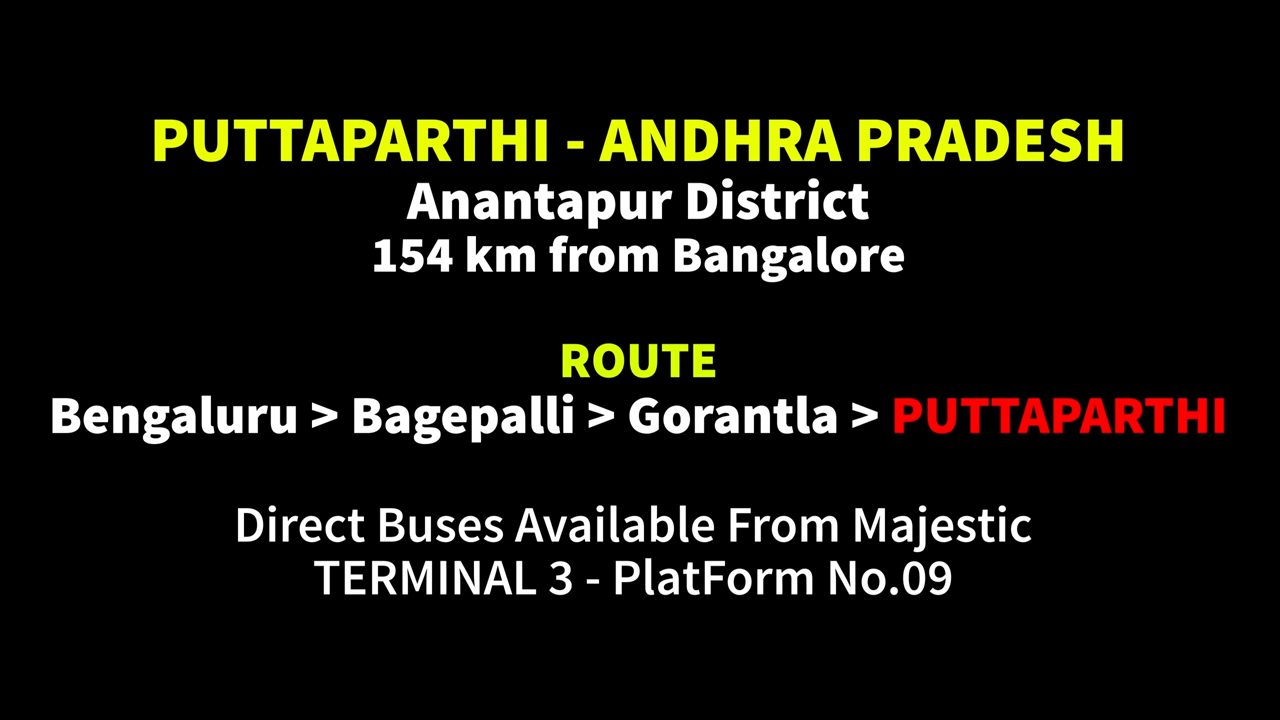 PUTTAPARTHI - ANDHRA PRADESH
Anantapur District
154 km from Bangalore
ROUTE
Bengaluru > Bagepalli > Gorantla > PUTTAPARTHI
Direct Buses Available From Majestic
TERMINAL 3 - PlatForm No.09